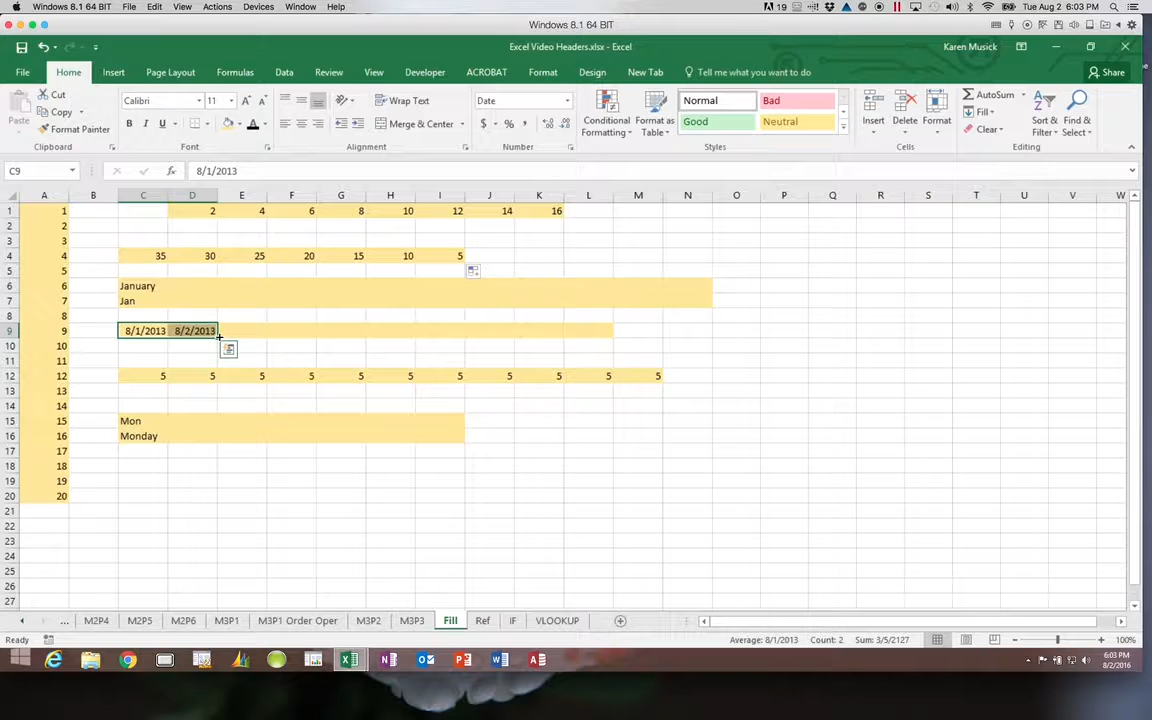 Windows 8.1 64 BIT File Edit View Actions Devices Window Help 19 Tue Aug 2 6:03 PM
Windows 8.1 64 BIT
Excel Video Headers.xlsx - Excel Karen Musick
File Home Insert Page Layout Formulas Data Review View Developer ACROBAT Format Design New Tab Tell me what you want to do Share
Paste Cut Copy Format Painter
Calibri 11
B I U A
Wrap Text
Merge & Center
Date
$ % ,
Conditional Formatting Format as Table
Normal Bad
Good Neutral
Insert Delete Format
AutoSum
Fill
Clear
Sort & Filter Find & Select
Clipboard Font Alignment Number Styles Cells Editing
C9 fx 8/1/2013
A B C D E F G H I J K L M N O P Q R S T U V W
1 1 2 4 6 8 10 12 14 16
2 2
3 3
4 4 35 30 25 20 15 10 5
5 5
6 6 January
7 7 Jan
8 8
9 9 8/1/2013 8/2/2013
10 10
11 11
12 12 5 5 5 5 5 5 5 5 5 5 5
13 13
14 14
15 15 Mon
16 16 Monday
17 17
18 18
19 19
20 20
21
22
23
24
25
26
27
... M2P4 M2P5 M2P6 M3P1 M3P1 Order Oper M3P2 M3P3 Fill Ref IF VLOOKUP
Ready Average: 8/1/2013 Count: 2 Sum: 3/5/2127 100%
6:03 PM
8/2/2016